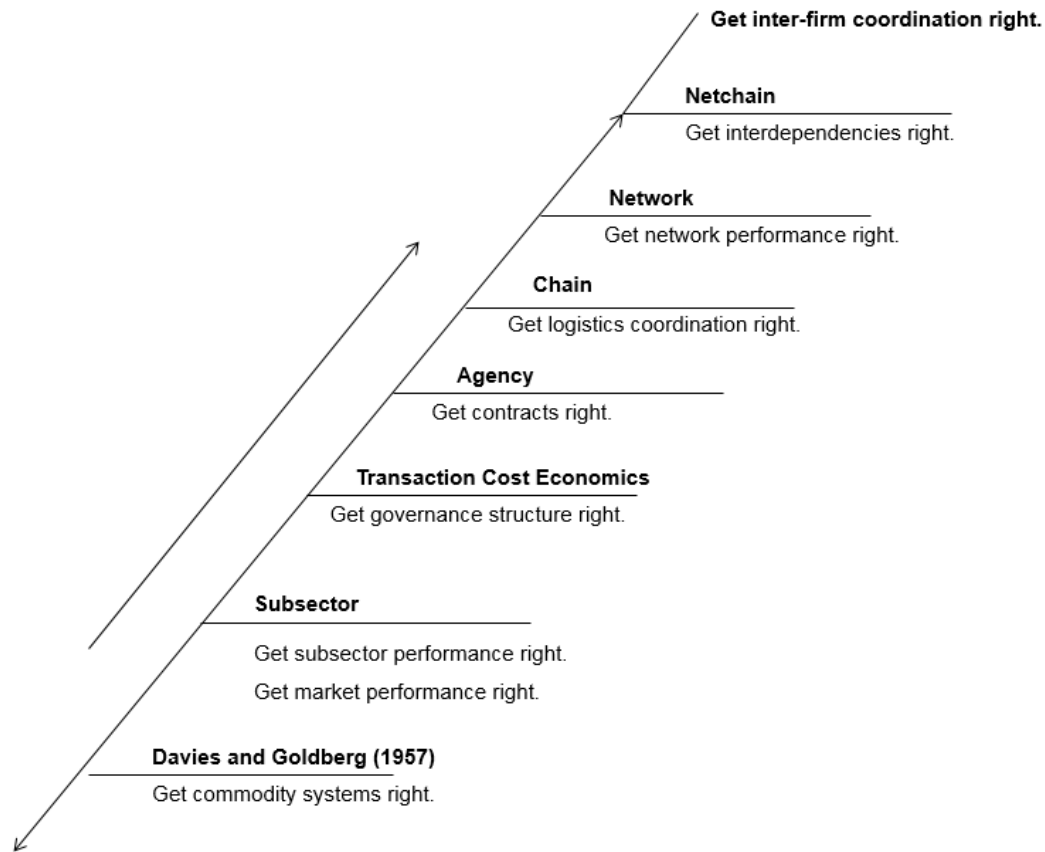 Get inter-firm coordination right.
Netchain
Get interdependencies right.
Network
Get network performance right.
Chain
Get logistics coordination right.
Agency
Get contracts right.
Transaction Cost Economics
Get governance structure right.
Subsector
Get subsector performance right.
Get market performance right.
Davies and Goldberg (1957)
Get commodity systems right.